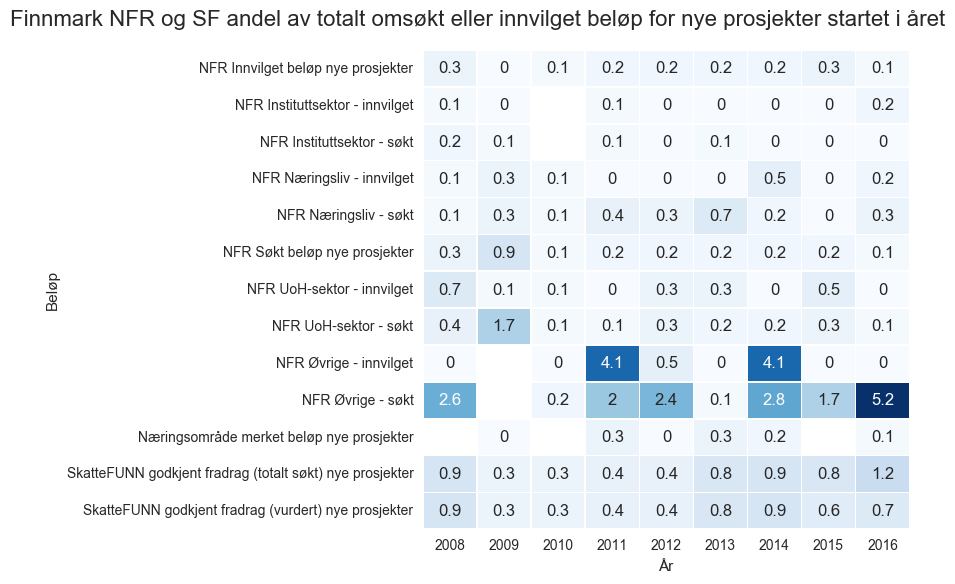 Finnmark NFR og SF andel av totalt omsøkt eller innvilget beløp for nye prosjekter startet i året
NFR Innvilget beløp nye prosjekter 0.3 0 0.1 0.2 0.2 0.2 0.2 0.3 0.1
NFR Instituttsektor - innvilget 0.1 0 0.1 0 0 0 0 0.2
NFR Instituttsektor - søkt 0.2 0.1 0.1 0 0.1 0 0 0
NFR Næringsliv - innvilget 0.1 0.3 0.1 0 0 0 0.5 0 0.2
NFR Næringsliv - søkt 0.1 0.3 0.1 0.4 0.3 0.7 0.2 0 0.3
NFR Søkt beløp nye prosjekter 0.3 0.9 0.1 0.2 0.2 0.2 0.2 0.2 0.1
Beløp
NFR UoH-sektor - innvilget 0.7 0.1 0.1 0 0.3 0.3 0 0.5 0
NFR UoH-sektor - søkt 0.4 1.7 0.1 0.1 0.3 0.2 0.2 0.3 0.1
NFR Øvrige - innvilget 0 0 4.1 0.5 0 4.1 0 0
NFR Øvrige - søkt 2.6 0.2 2 2.4 0.1 2.8 1.7 5.2
Næringsområde merket beløp nye prosjekter 0 0.3 0 0.3 0.2 0.1
SkatteFUNN godkjent fradrag (totalt søkt) nye prosjekter 0.9 0.3 0.3 0.4 0.4 0.8 0.9 0.8 1.2
SkatteFUNN godkjent fradrag (vurdert) nye prosjekter 0.9 0.3 0.3 0.4 0.4 0.8 0.9 0.6 0.7
2008 2009 2010 2011 2012 2013 2014 2015 2016
År